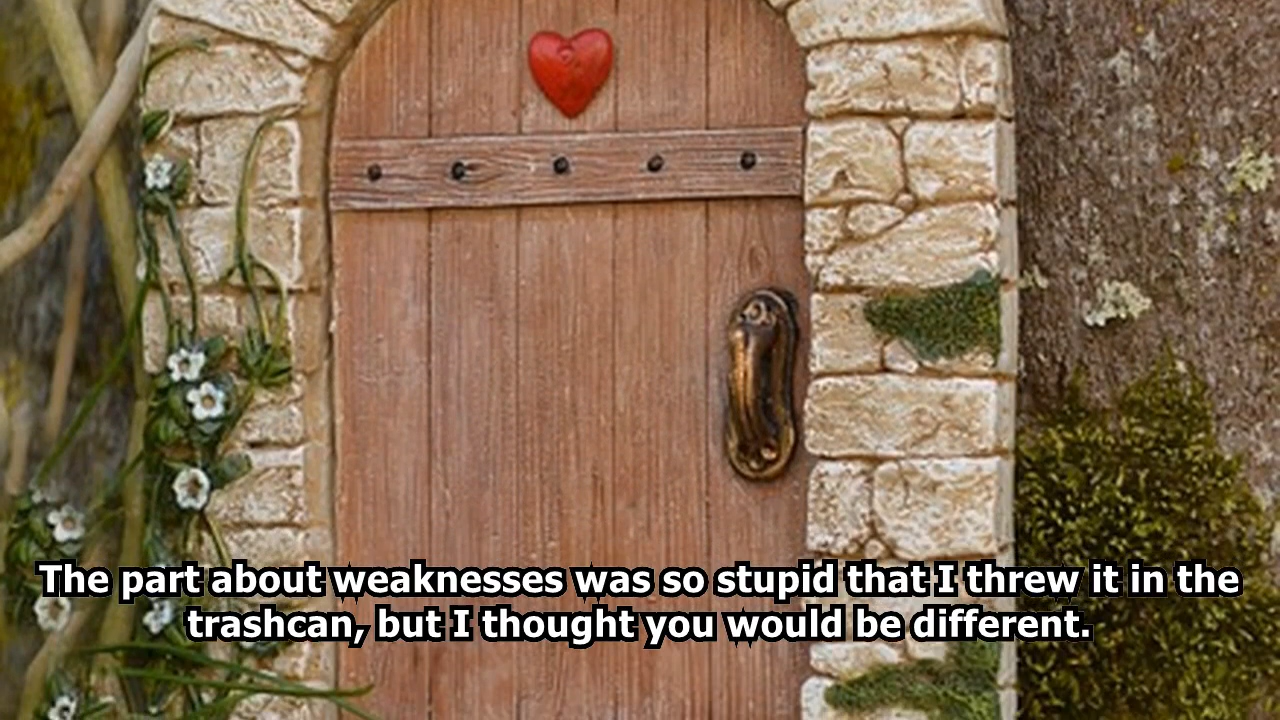 The part about weaknesses was so stupid that I threw it in the
trashcan, but I thought you would be different.